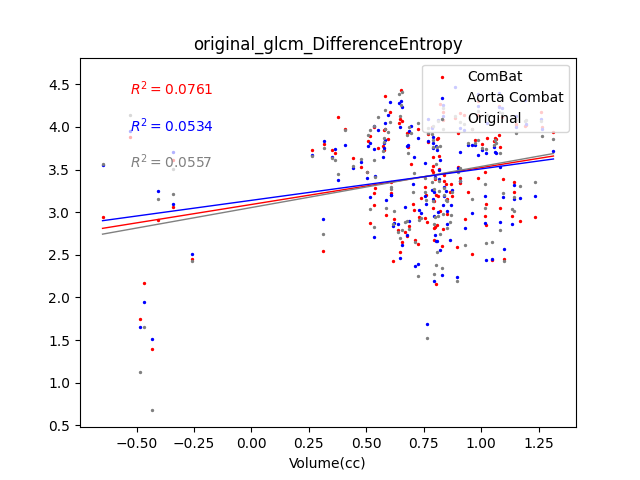 original_glcm_DifferenceEntropy
4.5
4.0
3.5
3.0
2.5
2.0
1.5
1.0
0.5
R² = 0.0761
R² = 0.0534
R² = 0.0557
ComBat
Aorta Combat
Original
−0.50 −0.25 0.00 0.25 0.50 0.75 1.00 1.25
Volume(cc)